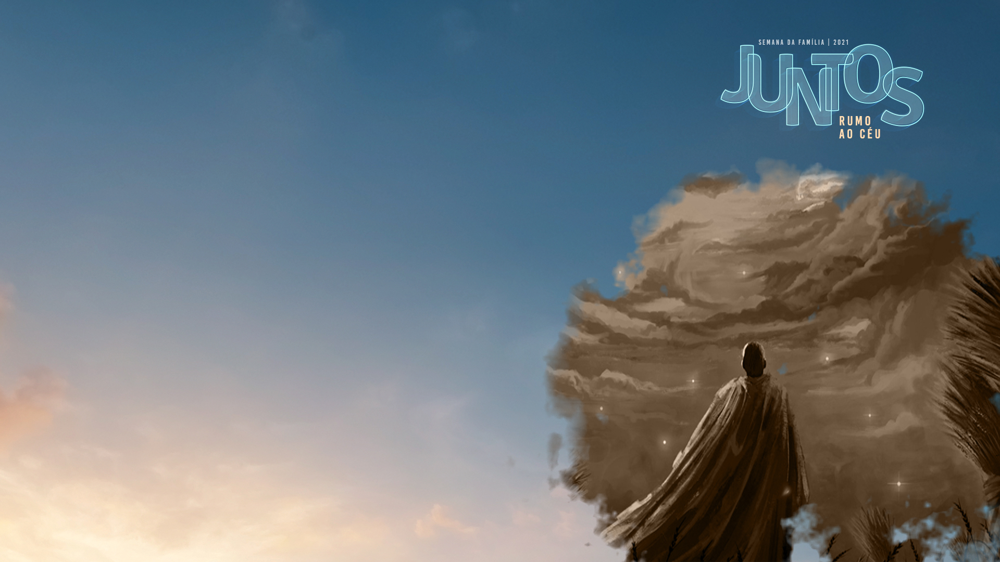 SEMANA DA FAMÍLIA | 2021
JUNTOS
RUMO
AO CÉU